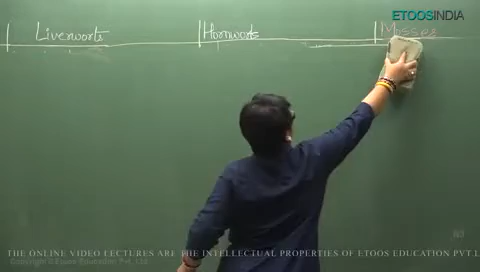 ETOOSINDIA
Liverworts Hornworts Mosses
THE ONLINE VIDEO LECTURES ARE THE INTELLECTUAL PROPERTIES OF ETOOS EDUCATION PVT.L
Copyright © Etoos Education Pvt. Ltd.